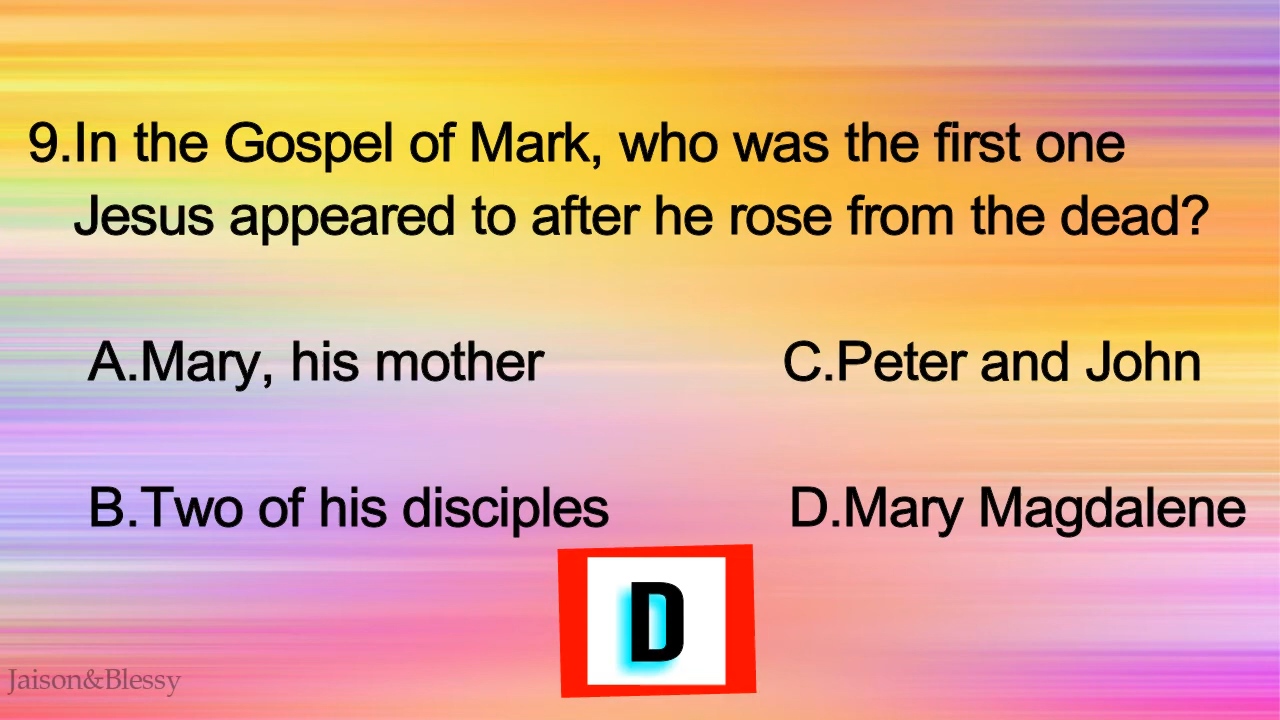 9.In the Gospel of Mark, who was the first one
Jesus appeared to after he rose from the dead?
A.Mary, his mother
C.Peter and John
B.Two of his disciples
D.Mary Magdalene
D
Jaison&Blessy